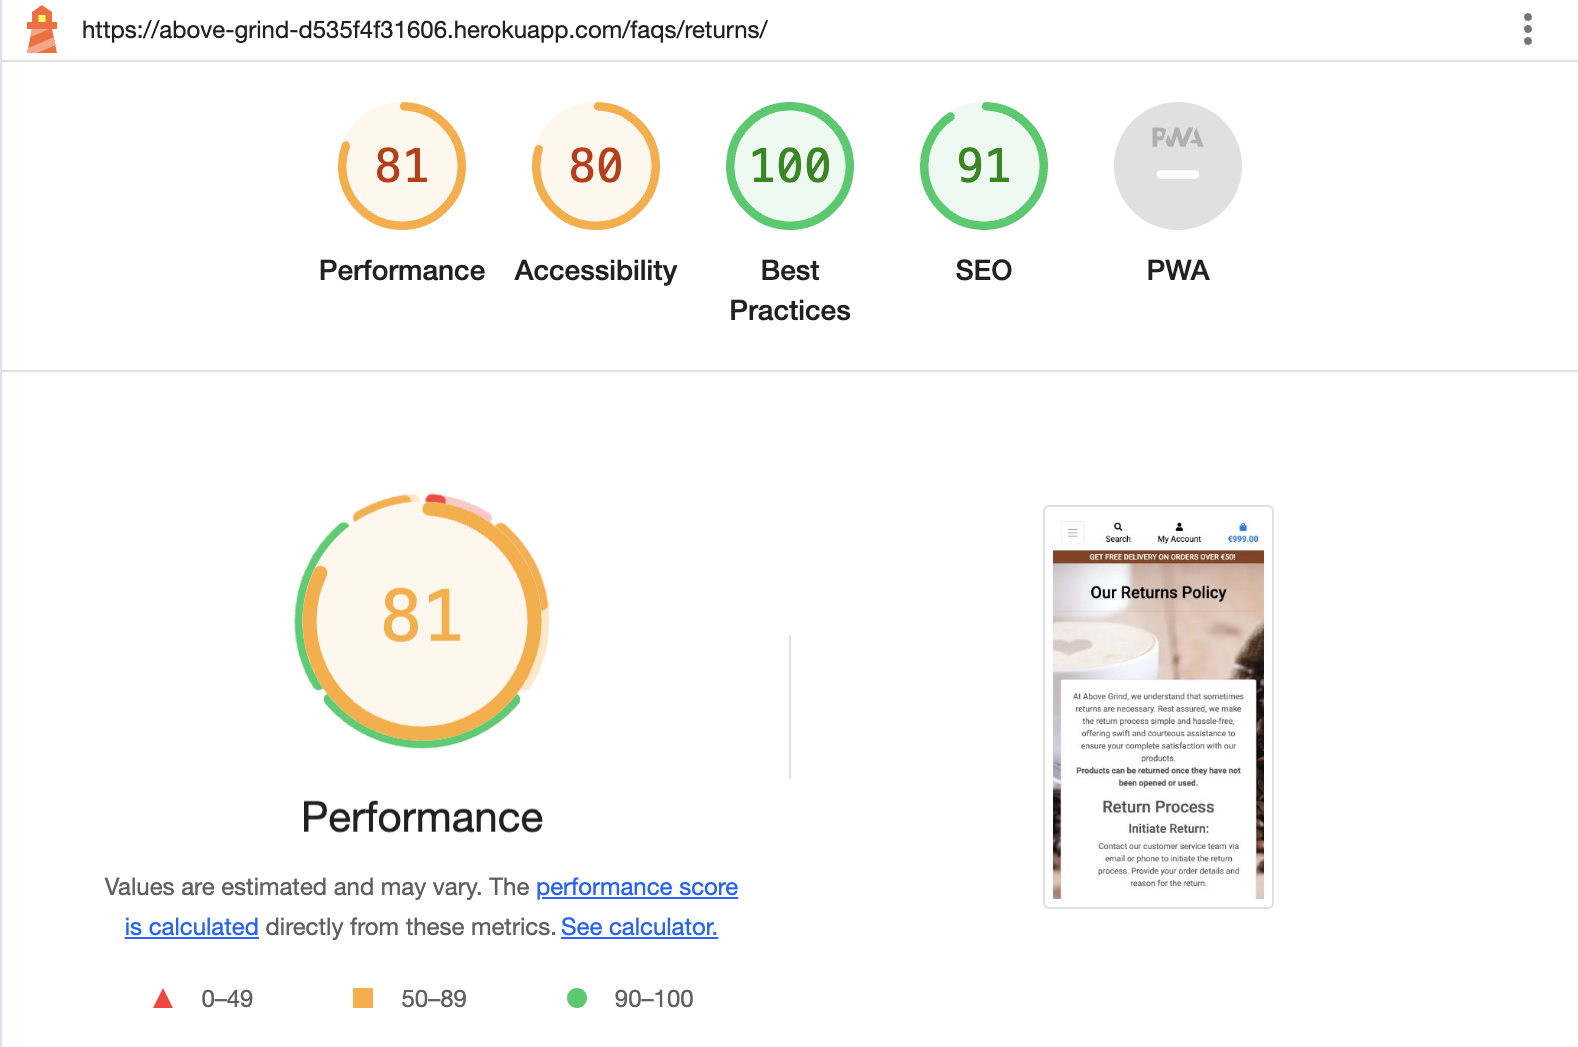 https://above-grind-d535f4f31606.herokuapp.com/faqs/returns/
81
80
100
91
PWA
Performance
Accessibility
Best
Practices
SEO
PWA
81
Performance
Values are estimated and may vary. The performance score
is calculated directly from these metrics. See calculator.
0–49
50–89
90–100
Search
My Account
€999.00
GET FREE DELIVERY ON ORDERS OVER €50!
Our Returns Policy
At Above Grind, we understand that sometimes
returns are necessary. Rest assured, we make
the return process simple and hassle-free,
offering swift and courteous assistance to
ensure your complete satisfaction with our
products.
Products can be returned once they have not
been opened or used.
Return Process
Initiate Return:
Contact our customer service team via
email or phone to initiate the return
process. Provide your order details and
reason for the return.